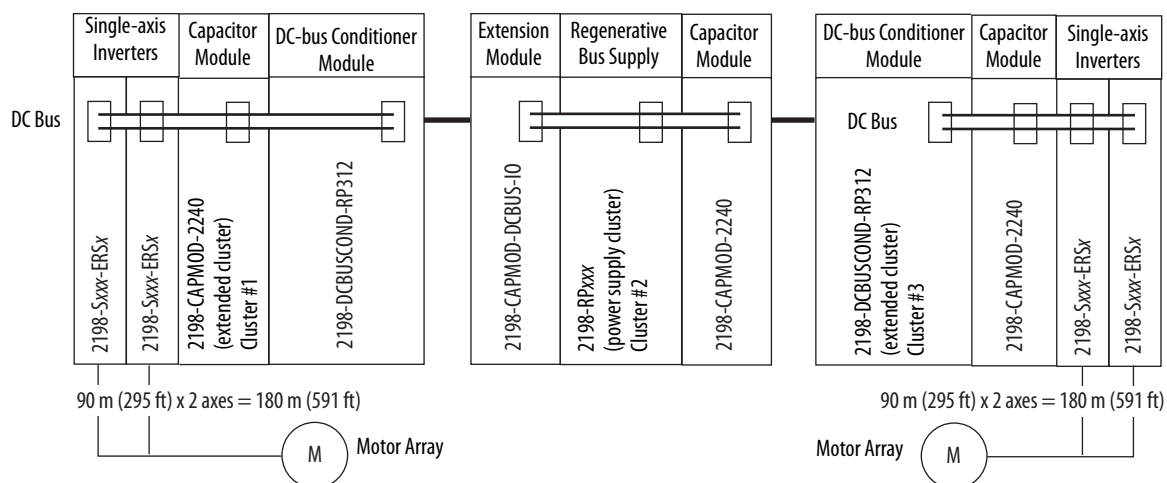 Single-axis
Inverters
Capacitor
Module
DC-bus Conditioner
Module
Extension
Module
Regenerative
Bus Supply
Capacitor
Module
DC-bus Conditioner
Module
Capacitor
Module
Single-axis
Inverters
DC Bus
DC Bus
2198-Sxxx-ERSx
2198-Sxxx-ERSx
2198-CAPMOD-2240
(extended cluster)
Cluster #1
2198-DCBUSCOND-RP312
2198-CAPMOD-DCBUS-IO
2198-RPxxx
(power supply cluster)
Cluster #2
2198-CAPMOD-2240
2198-DCBUSCOND-RP312
(extended cluster)
Cluster #3
2198-CAPMOD-2240
2198-Sxxx-ERSx
2198-Sxxx-ERSx
90 m (295 ft) x 2 axes = 180 m (591 ft)
M
Motor Array
90 m (295 ft) x 2 axes = 180 m (591 ft)
Motor Array
M